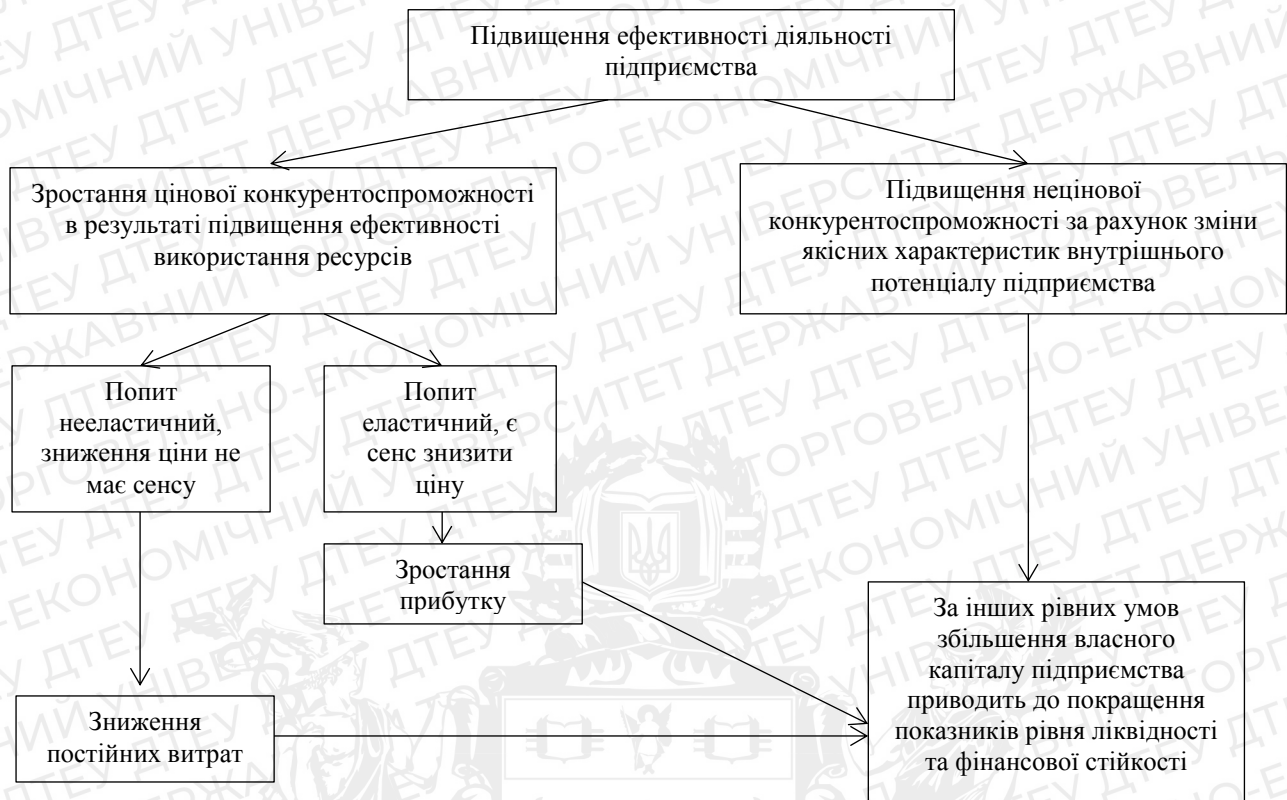 Підвищення ефективності діяльності
підприємства
Зростання цінової конкурентоспроможності
в результаті підвищення ефективності
використання ресурсів
Підвищення нецінової
конкурентоспроможності за рахунок зміни
якісних характеристик внутрішнього
потенціалу підприємства
Попит
нееластичний,
зниження ціни не
має сенсу
Попит
еластичний, є
сенс знизити
ціну
Зростання
прибутку
За інших рівних умов
збільшення власного
капіталу підприємства
приводить до покращення
показників рівня ліквідності
та фінансової стійкості
Зниження
постійних витрат